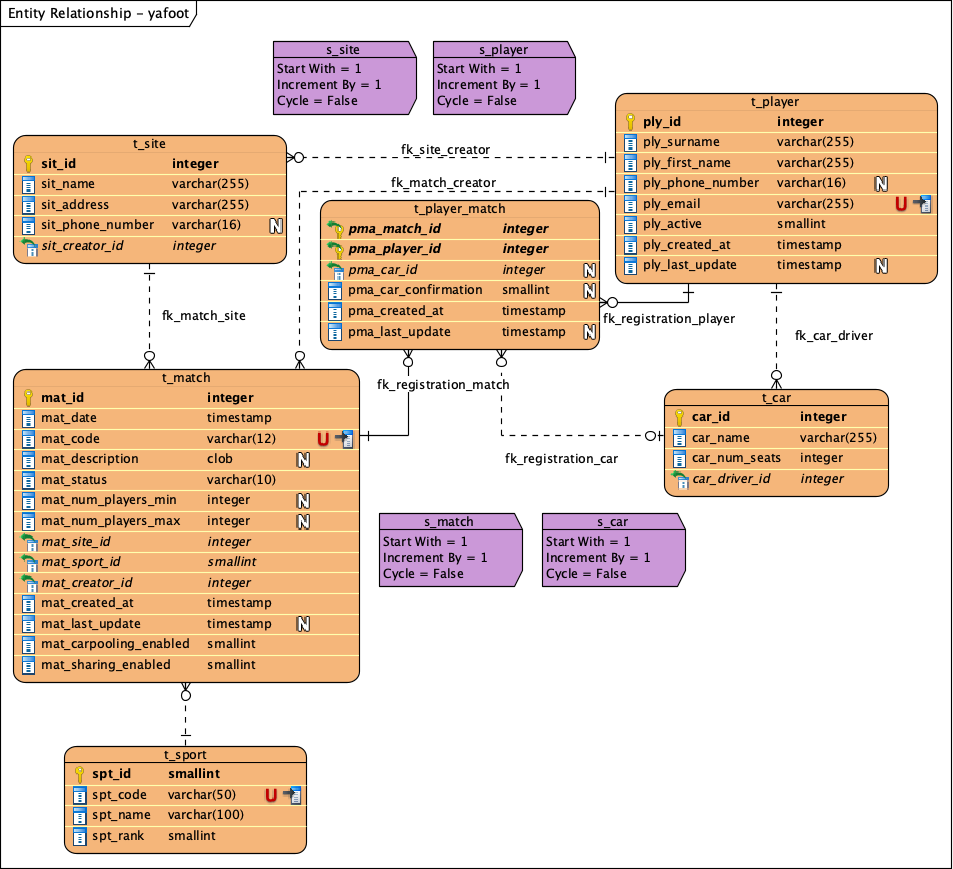 Entity Relationship - yafoot
s_site
Start With = 1
Increment By = 1
Cycle = False
s_player
Start With = 1
Increment By = 1
Cycle = False
t_player
ply_id integer
ply_surname varchar(255)
ply_first_name varchar(255)
ply_phone_number varchar(16) N
ply_email varchar(255) U
ply_active smallint
ply_created_at timestamp
ply_last_update timestamp N
t_site
sit_id integer
sit_name varchar(255)
sit_address varchar(255)
sit_phone_number varchar(16) N
sit_creator_id integer
fk_site_creator
fk_match_creator
t_player_match
pma_match_id integer
pma_player_id integer
pma_car_id integer N
pma_car_confirmation smallint N
pma_created_at timestamp
pma_last_update timestamp N
fk_match_site
fk_registration_player
fk_car_driver
fk_registration_match
fk_registration_car
t_match
mat_id integer
mat_date timestamp
mat_code varchar(12) U
mat_description clob N
mat_status varchar(10)
mat_num_players_min integer N
mat_num_players_max integer N
mat_site_id integer
mat_sport_id smallint
mat_creator_id integer
mat_created_at timestamp
mat_last_update timestamp N
mat_carpooling_enabled smallint
mat_sharing_enabled smallint
t_car
car_id integer
car_name varchar(255)
car_num_seats integer
car_driver_id integer
s_match
Start With = 1
Increment By = 1
Cycle = False
s_car
Start With = 1
Increment By = 1
Cycle = False
t_sport
spt_id smallint
spt_code varchar(50) U
spt_name varchar(100)
spt_rank smallint